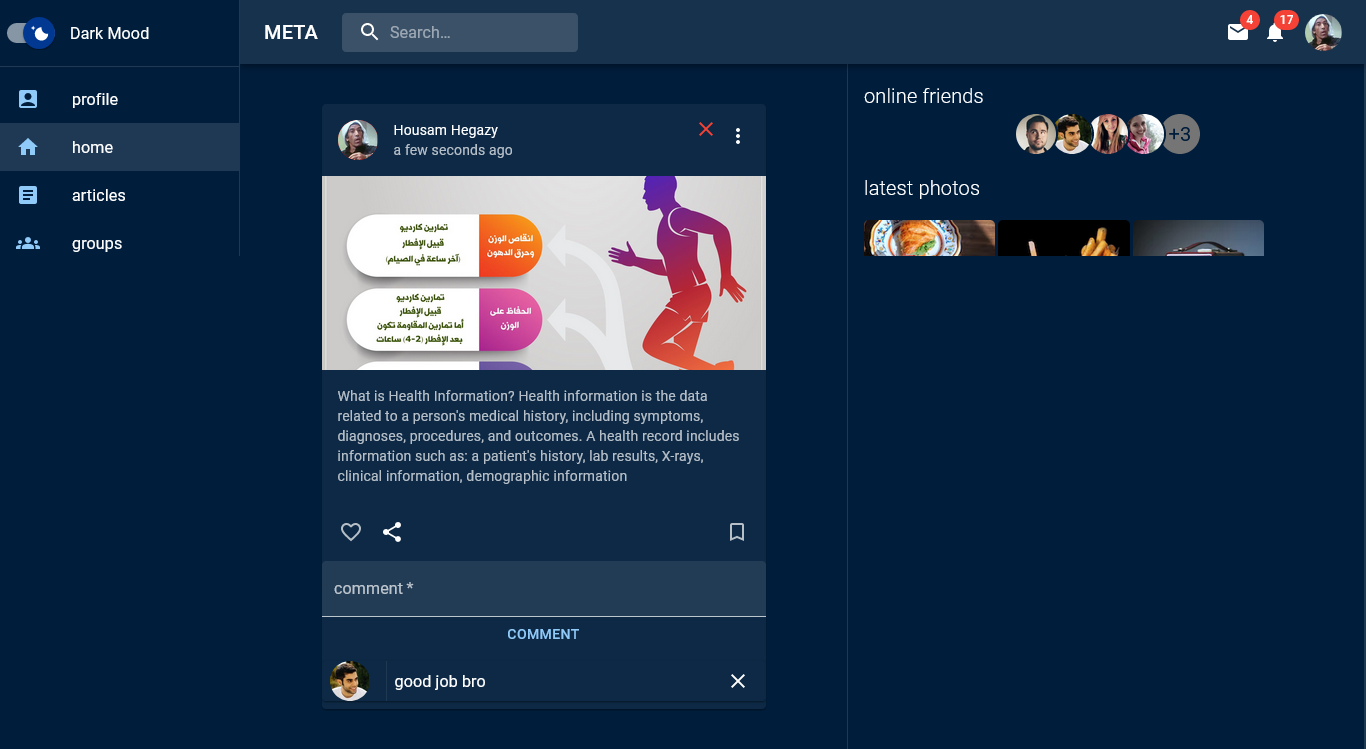 Dark Mood
META
Search...
4
17
profile
home
articles
groups
Housam Hegazy
a few seconds ago
تمارين كارديو
قبيل الإفطار
(آخر ساعة في الصيام)
انقاص الوزن
وحرق الدهون
تمارين كارديو
قبيل الإفطار
أما تمارين المقاومة تكون
بعد الإفطار (2-4) ساعات
الحفاظ على
الوزن
What is Health Information? Health information is the data
related to a person's medical history, including symptoms,
diagnoses, procedures, and outcomes. A health record includes
information such as: a patient's history, lab results, X-rays,
clinical information, demographic information
comment *
COMMENT
good job bro
online friends
+3
latest photos